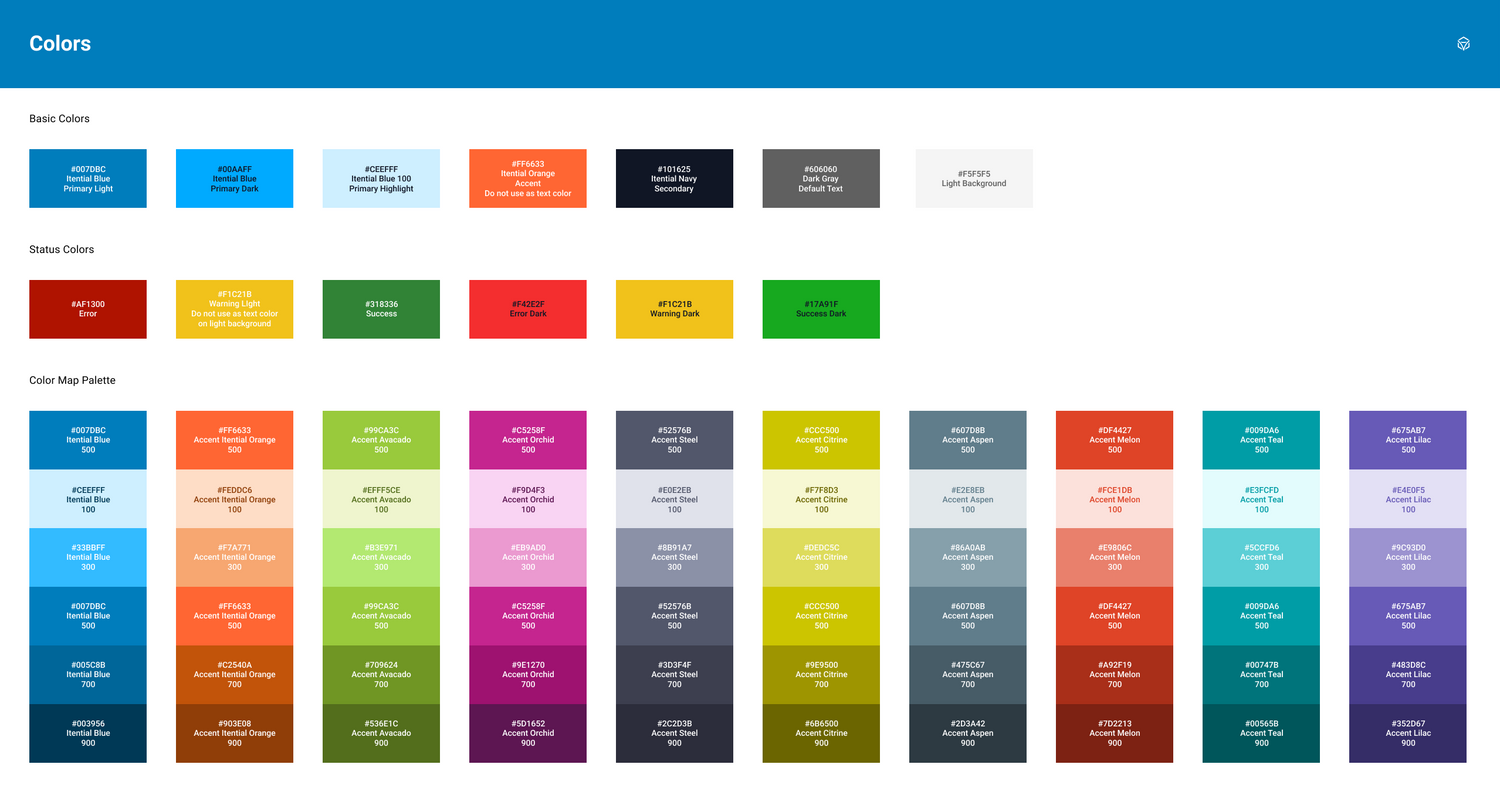 Colors
Basic Colors
#007DBC
Itential Blue
Primary Light
#00AAFF
Itential Blue
Primary Dark
#CEEFFF
Itential Blue 100
Primary Highlight
#FF6633
Itential Orange
Accent
Do not use as text color
#101625
Itential Navy
Secondary
#606060
Dark Gray
Default Text
#F5F5F5
Light Background
Status Colors
#AF1300
Error
#F1C21B
Warning Light
Do not use as text color
on light background
#318336
Success
#F42E2F
Error Dark
#F1C21B
Warning Dark
#17A91F
Success Dark
Color Map Palette
#007DBC
Itential Blue
500
#FF6633
Accent Itential Orange
500
#99CA3C
Accent Avacado
500
#C5258F
Accent Orchid
500
#52576B
Accent Steel
500
#CCC500
Accent Citrine
500
#607D8B
Accent Aspen
500
#DF4427
Accent Melon
500
#009DA6
Accent Teal
500
#675AB7
Accent Lilac
500
#CEEFFF
Itential Blue
100
#FEDDC6
Accent Itential Orange
100
#EFFF5CE
Accent Avacado
100
#F9D4F3
Accent Orchid
100
#E0E2EB
Accent Steel
100
#F7F8D3
Accent Citrine
100
#E2E8EB
Accent Aspen
100
#FCE1DB
Accent Melon
100
#E3FCFD
Accent Teal
100
#E4E0F5
Accent Lilac
100
#33BBFF
Itential Blue
300
#F7A771
Accent Itential Orange
300
#B3E971
Accent Avacado
300
#EB9AD0
Accent Orchid
300
#8B91A7
Accent Steel
300
#DEDC5C
Accent Citrine
300
#86A0AB
Accent Aspen
300
#E9806C
Accent Melon
300
#5CCFD6
Accent Teal
300
#9C93D0
Accent Lilac
300
#007DBC
Itential Blue
500
#FF6633
Accent Itential Orange
500
#99CA3C
Accent Avacado
500
#C5258F
Accent Orchid
500
#52576B
Accent Steel
500
#CCC500
Accent Citrine
500
#607D8B
Accent Aspen
500
#DF4427
Accent Melon
500
#009DA6
Accent Teal
500
#675AB7
Accent Lilac
500
#005C8B
Itential Blue
700
#C2540A
Accent Itential Orange
700
#709624
Accent Avacado
700
#9E1270
Accent Orchid
700
#3D3F4F
Accent Steel
700
#9E9500
Accent Citrine
700
#475C67
Accent Aspen
700
#A92F19
Accent Melon
700
#00747B
Accent Teal
700
#483D8C
Accent Lilac
700
#003956
Itential Blue
900
#903E08
Accent Itential Orange
900
#536E1C
Accent Avacado
900
#5D1652
Accent Orchid
900
#2C2D3B
Accent Steel
900
#6B6500
Accent Citrine
900
#2D3A42
Accent Aspen
900
#7D2213
Accent Melon
900
#00565B
Accent Teal
900
#352D67
Accent Lilac
900